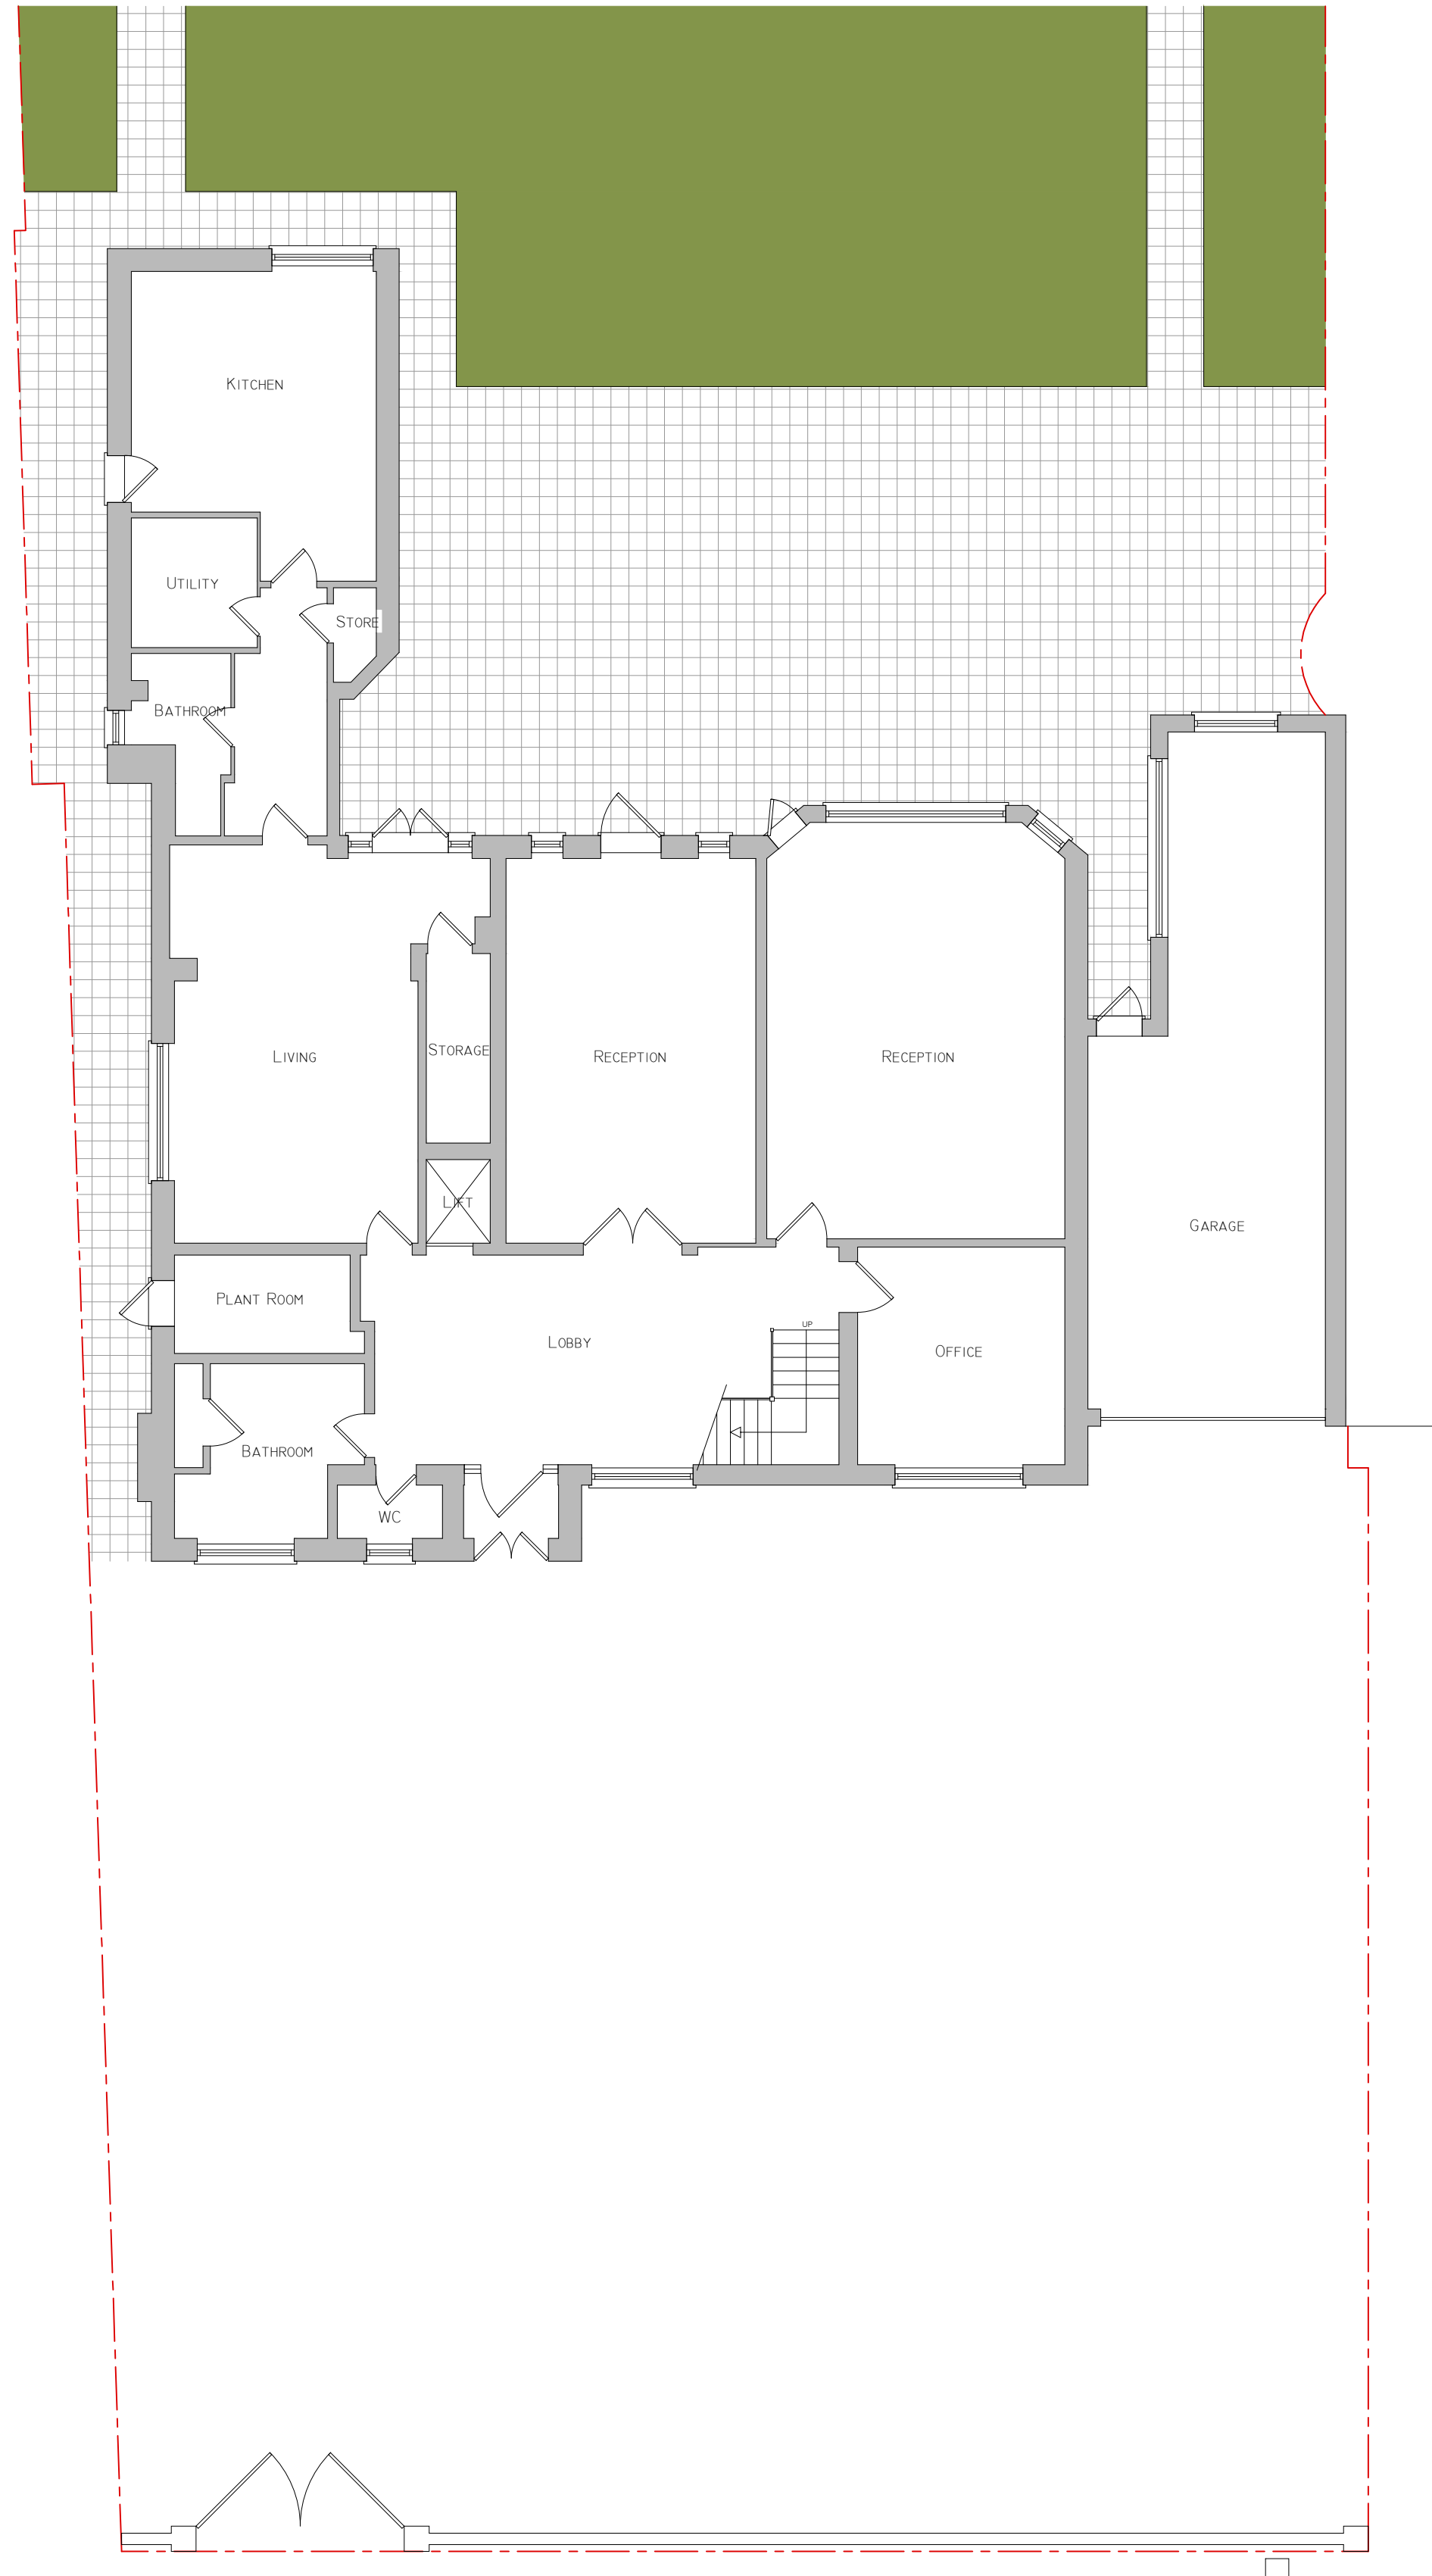 KITCHEN
UTILITY
STORE
BATHROOM
LIVING
STORAGE
RECEPTION
RECEPTION
LIFT
GARAGE
PLANT ROOM
LOBBY
UP
OFFICE
BATHROOM
WC